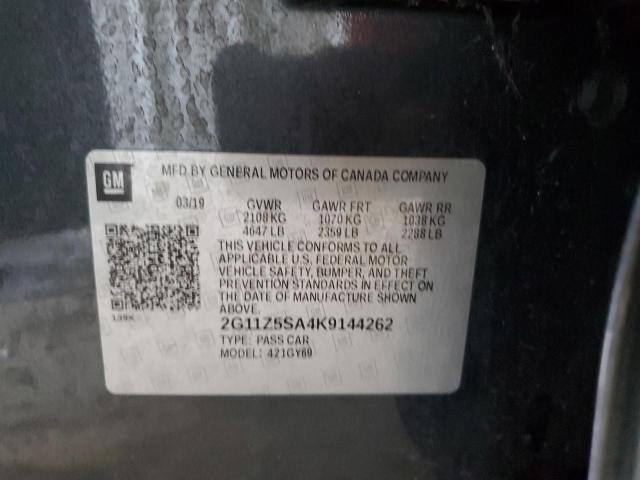 GM
MFD BY GENERAL MOTORS OF CANADA COMPANY
03/19 GVWR GAWR FRT GAWR RR
2108 KG 1070 KG 1038 KG
4647 LB 2359 LB 2288 LB
THIS VEHICLE CONFORMS TO ALL
APPLICABLE U.S. FEDERAL MOTOR
VEHICLE SAFETY, BUMPER, AND THEFT
PREVENTION STANDARDS IN EFFECT
ON THE DATE OF MANUFACTURE SHOWN
ABOVE.
139X
2G11Z5SA4K9144262
TYPE: PASS CAR
MODEL: 421GY69